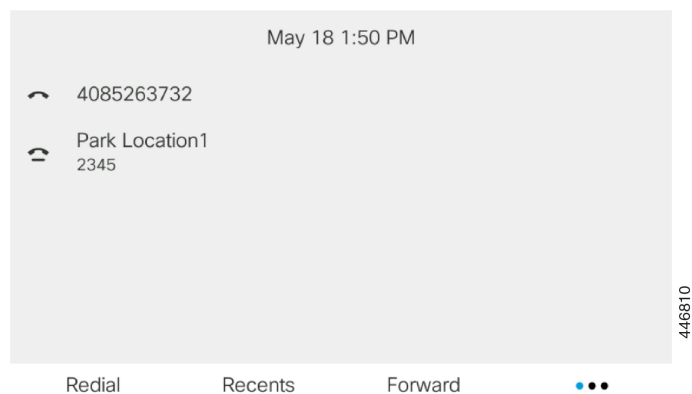 May 18 1:50 PM
4085263732
Park Location1
2345
Redial Recents Forward
446810